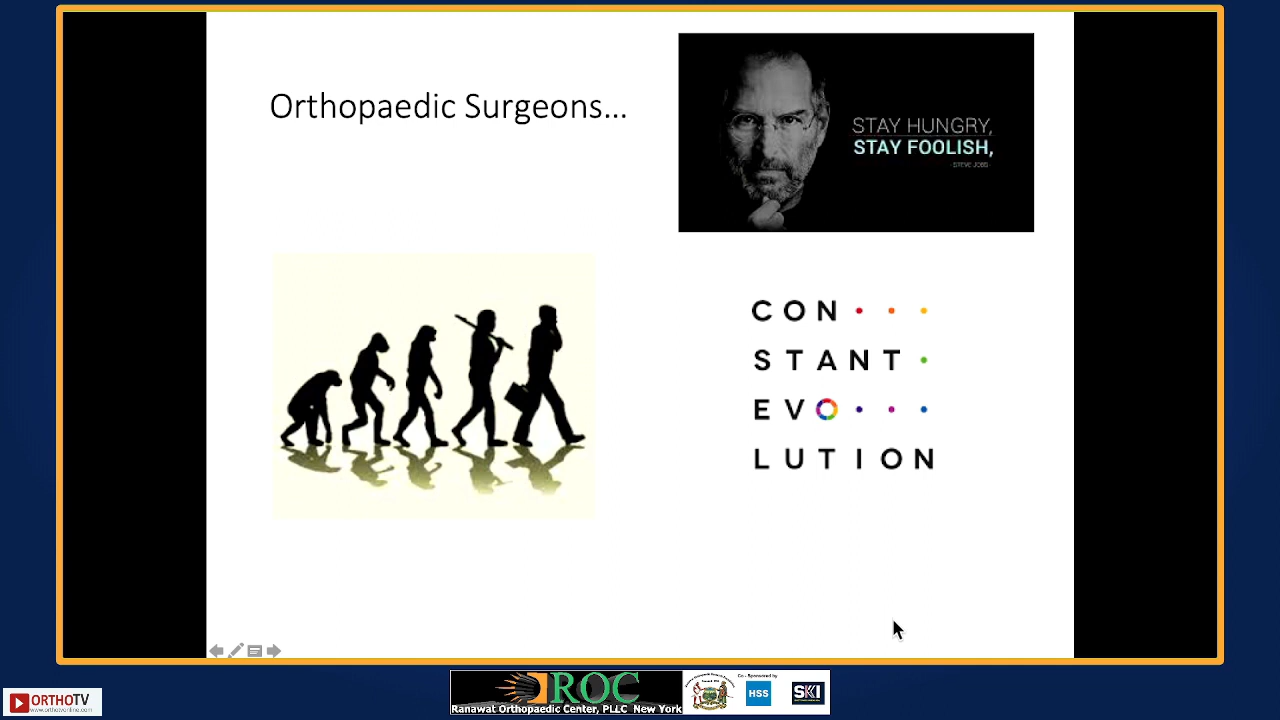 Orthopaedic Surgeons...
STAY HUNGRY,
STAY FOOLISH,
- STEVE JOBS -
CON
STANT
EVO
LUTION
ORTHOTV
www.orthotvonline.com
ROC
Ranawat Orthopaedic Center, PLLC New York
Co - Sponsored by
HSS
SKI